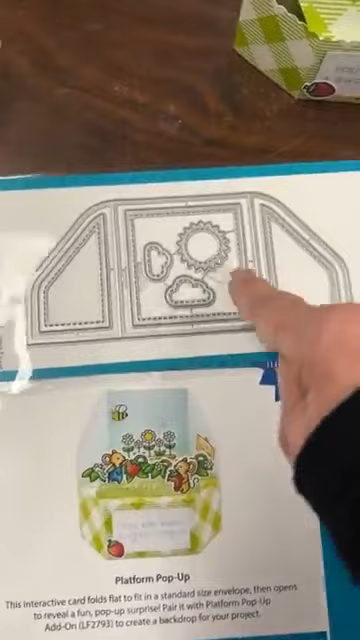 Platform Pop-Up
This interactive card folds flat to fit in a standard size envelope, then opens
to reveal a fun, pop-up surprise! Pair it with Platform Pop-Up
Add-On (LF2793) to create a backdrop for your project.